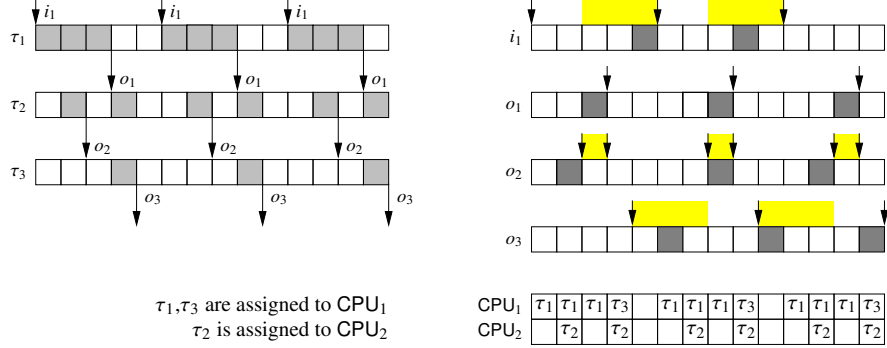 i₁ i₁ i₁
τ₁
o₁ o₁ o₁
τ₂
o₂ o₂ o₂
τ₃
o₃ o₃ o₃
τ₁,τ₃ are assigned to CPU₁
τ₂ is assigned to CPU₂
i₁
o₁
o₂
o₃
CPU₁ τ₁ τ₁ τ₁ τ₃ τ₁ τ₁ τ₁ τ₃ τ₁ τ₁ τ₁ τ₃
CPU₂ τ₂ τ₂ τ₂ τ₂ τ₂ τ₂